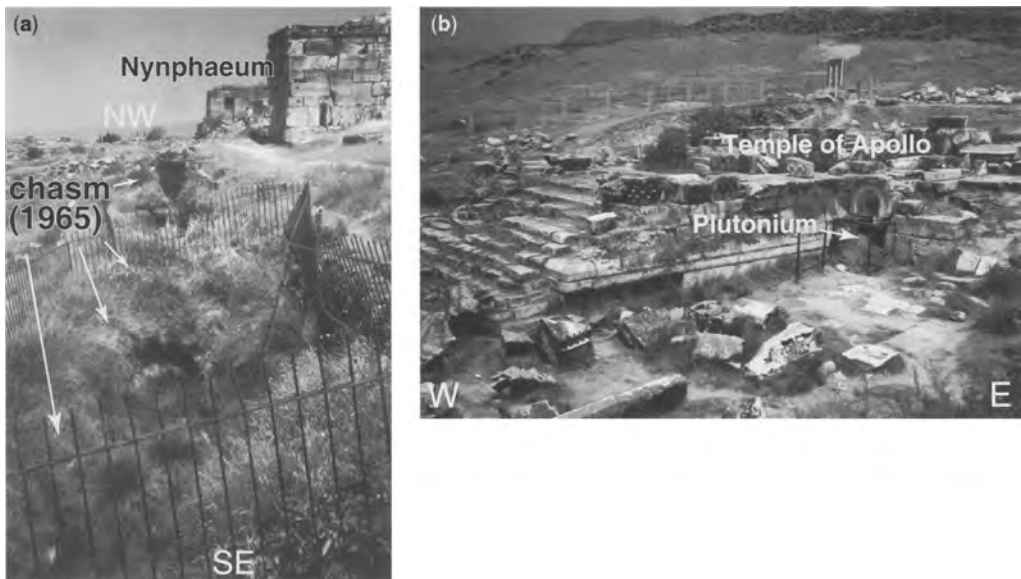 (a)
Nynphaeum
NW
chasm
(1965)
SE
(b)
Temple of Apollo
Plutonium
W
E